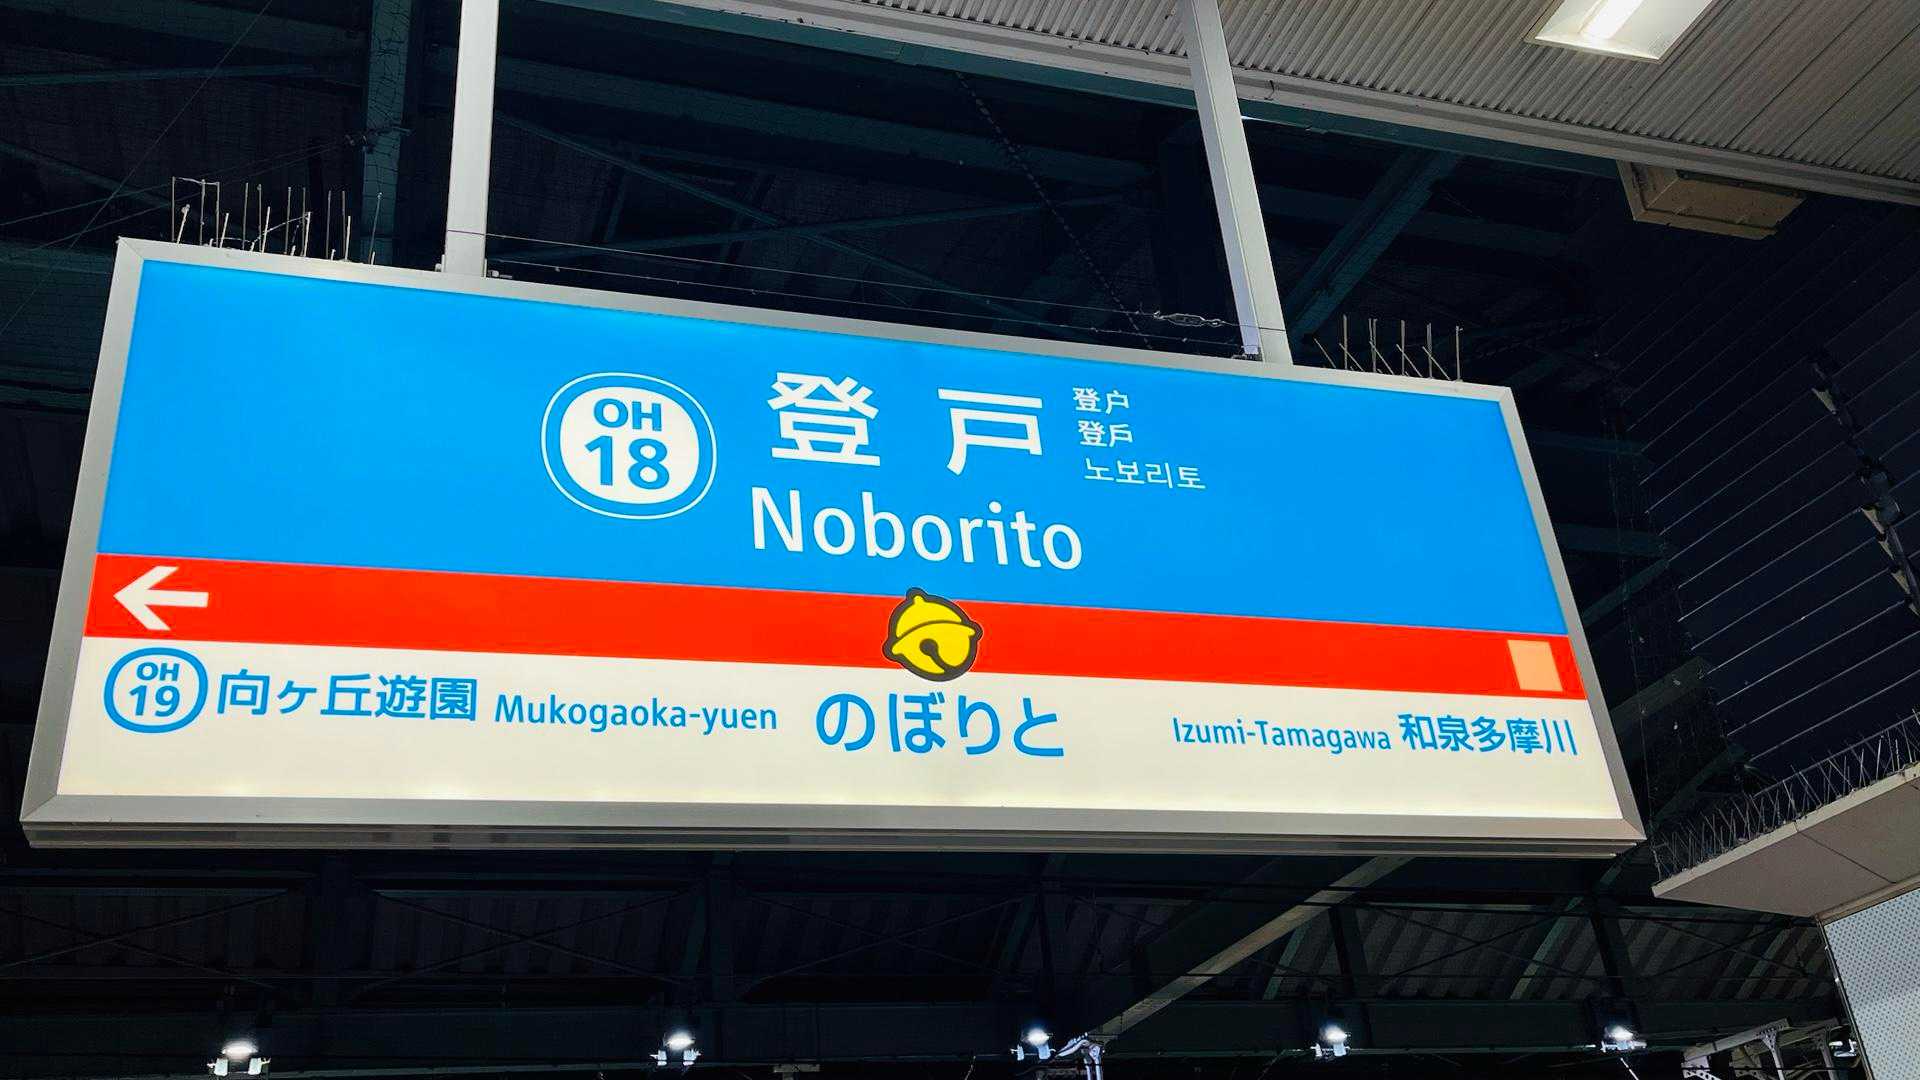 OH
18
登戸
登户
登戶
노보리토
Noborito
OH
19
向ヶ丘遊園 Mukogaoka-yuen
のぼりと
Izumi-Tamagawa 和泉多摩川